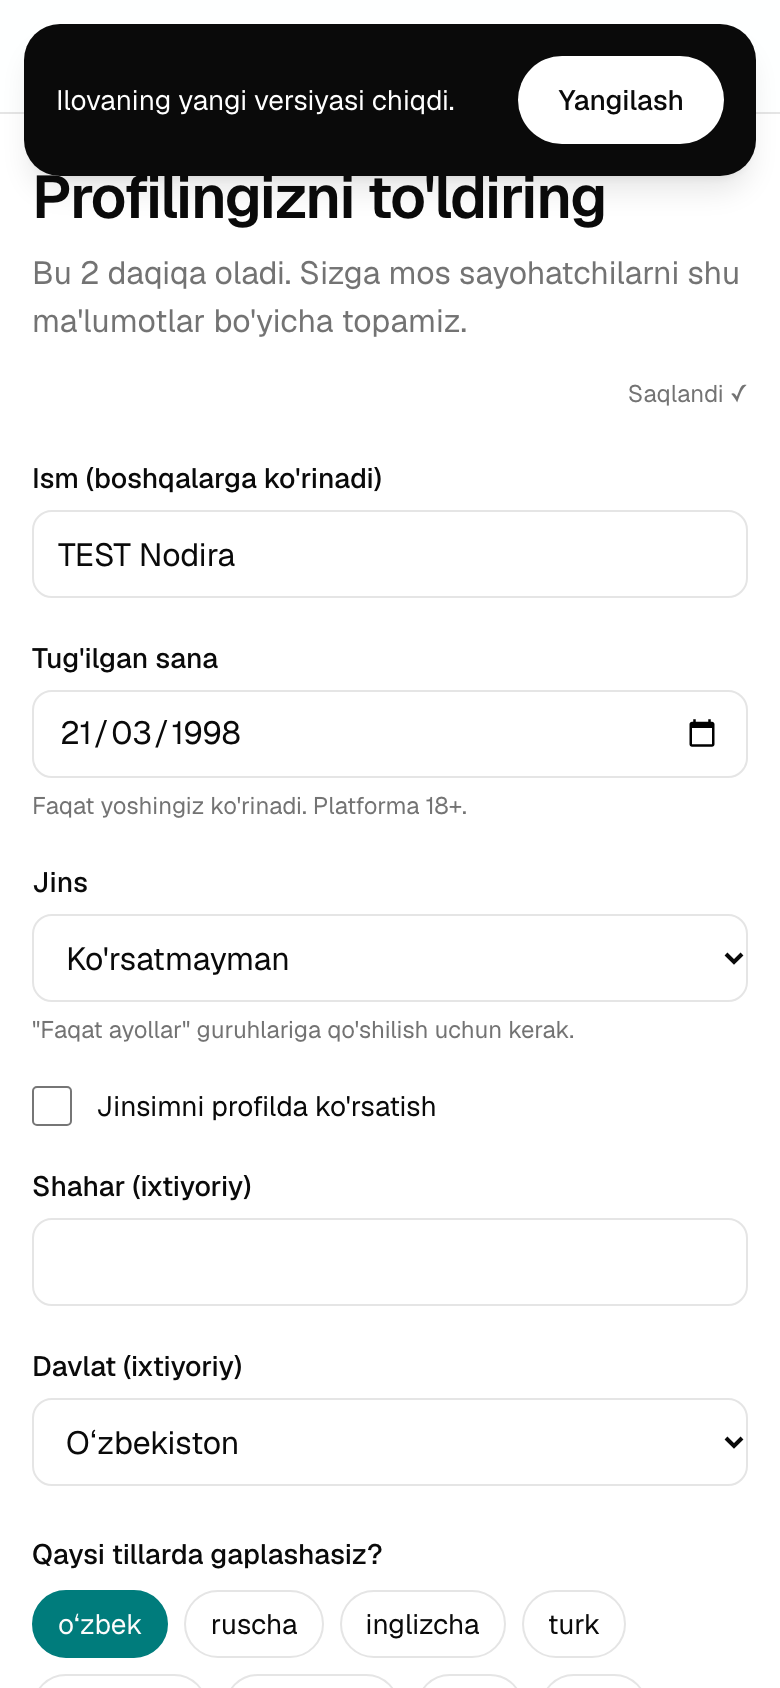 Ilovaning yangi versiyasi chiqdi.
Yangilash
Profilingizni to'ldiring
Bu 2 daqiqa oladi. Sizga mos sayohatchilarni shu
ma'lumotlar bo'yicha topamiz.
Saqlandi ✓
Ism (boshqalarga ko'rinadi)
TEST Nodira
Tug'ilgan sana
21/03/1998
Faqat yoshingiz ko'rinadi. Platforma 18+.
Jins
Ko'rsatmayman
"Faqat ayollar" guruhlariga qo'shilish uchun kerak.
Jinsimni profilda ko'rsatish
Shahar (ixtiyoriy)
Davlat (ixtiyoriy)
Oʻzbekiston
Qaysi tillarda gaplashasiz?
oʻzbek ruscha inglizcha turk